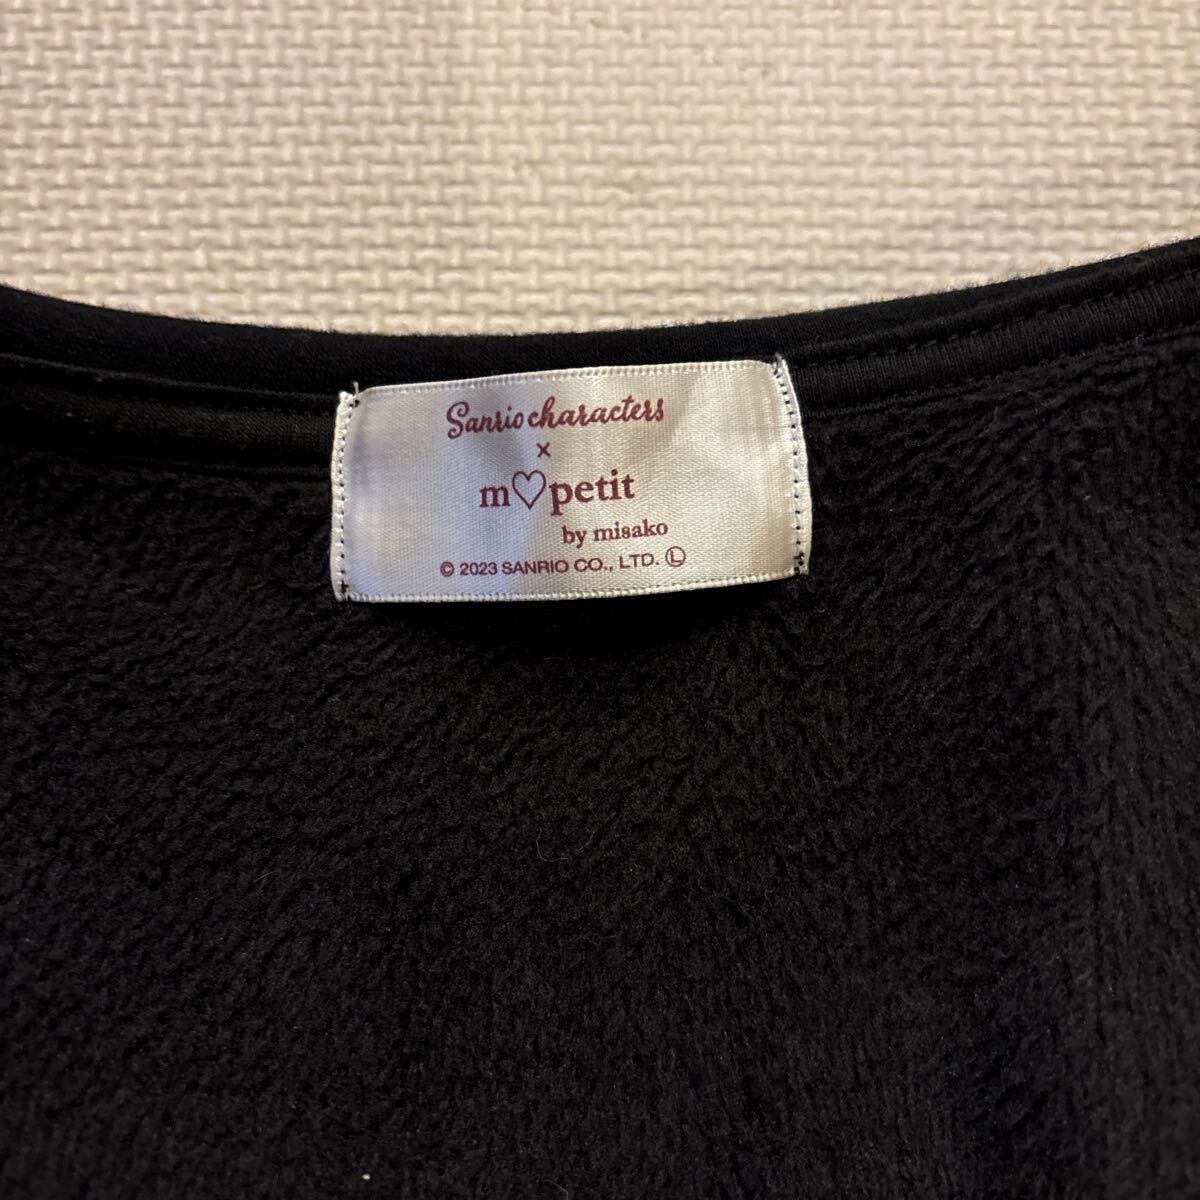 Sanrio characters
×
m♡petit
by misako
© 2023 SANRIO CO., LTD. Ⓛ